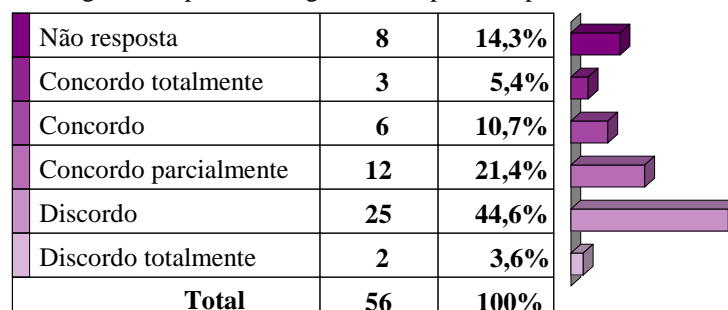 Não resposta 8 14,3%
Concordo totalmente 3 5,4%
Concordo 6 10,7%
Concordo parcialmente 12 21,4%
Discordo 25 44,6%
Discordo totalmente 2 3,6%
Total 56 100%